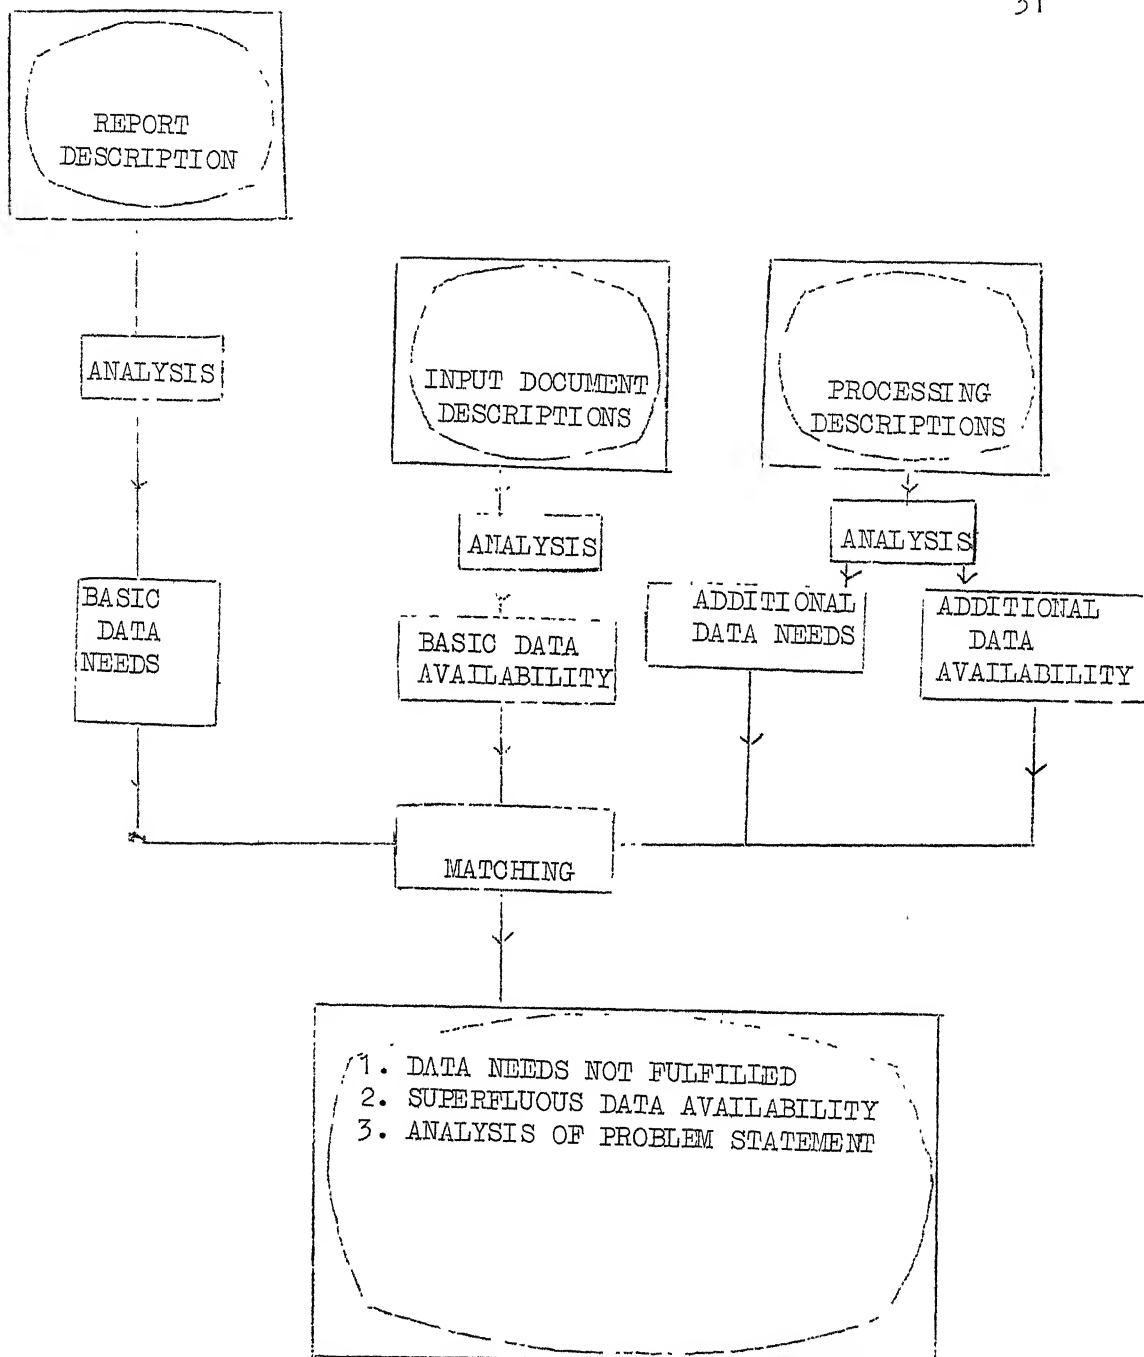 31
REPORT
DESCRIPTION
ANALYSIS
INPUT DOCUMENT
DESCRIPTIONS
PROCESSING
DESCRIPTIONS
ANALYSIS
ANALYSIS
BASIC
DATA
NEEDS
BASIC DATA
AVAILABILITY
ADDITIONAL
DATA NEEDS
ADDITIONAL
DATA
AVAILABILITY
MATCHING
1. DATA NEEDS NOT FULFILLED
2. SUPERFLUOUS DATA AVAILABILITY
3. ANALYSIS OF PROBLEM STATEMENT